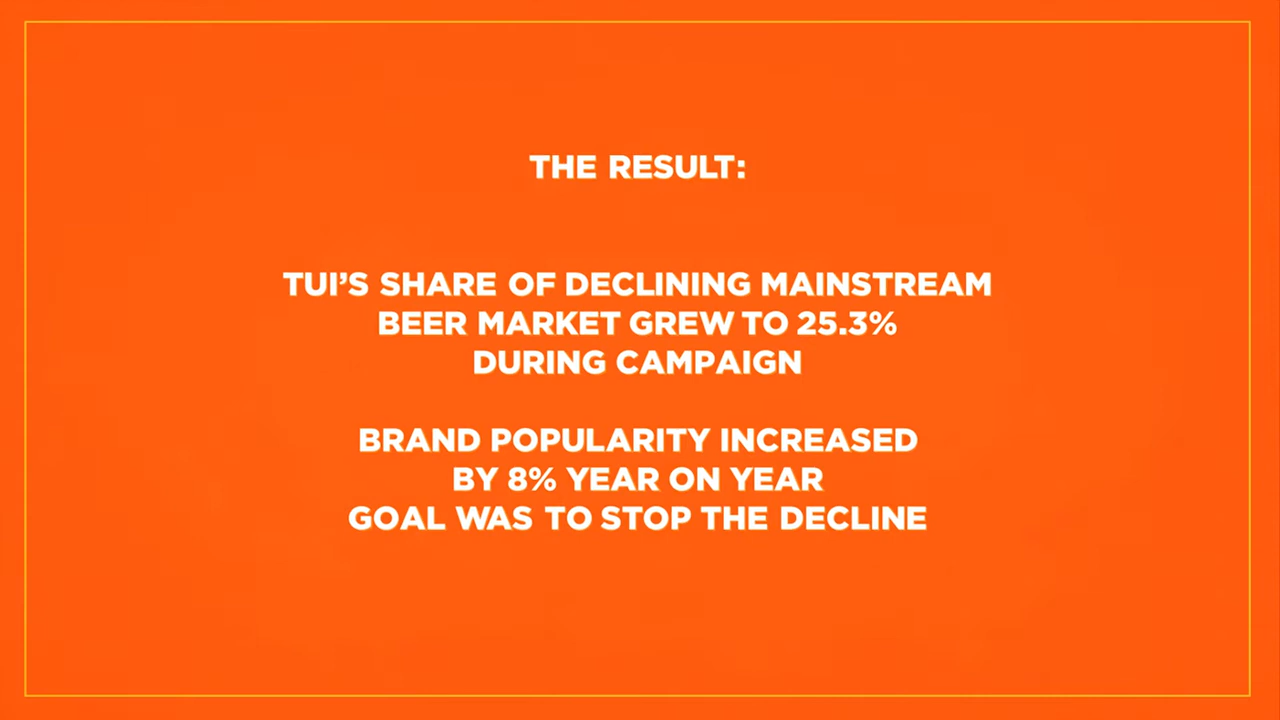 THE RESULT:
TUI'S SHARE OF DECLINING MAINSTREAM
BEER MARKET GREW TO 25.3%
DURING CAMPAIGN
BRAND POPULARITY INCREASED
BY 8% YEAR ON YEAR
GOAL WAS TO STOP THE DECLINE